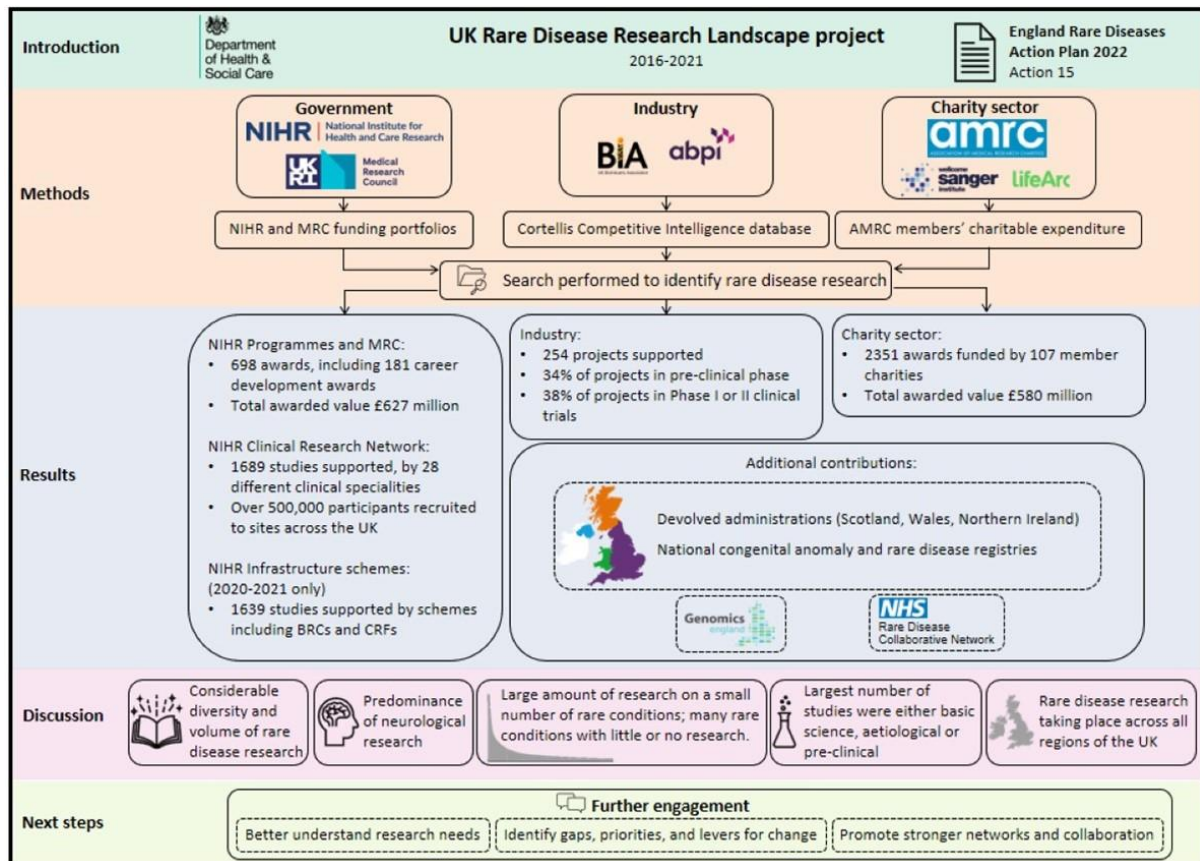 Introduction
Department
of Health &
Social Care
UK Rare Disease Research Landscape project
2016-2021
England Rare Diseases
Action Plan 2022
Action 15
Methods
Government
NIHR | National Institute for
Health and Care Research
UKRI
Medical
Research
Council
Industry
BIA
abpi
Charity sector
amrc
ASSOCIATION OF MEDICAL RESEARCH CHARITIES
wellcome
sanger
institute
LifeArc
NIHR and MRC funding portfolios
Cortellis Competitive Intelligence database
AMRC members' charitable expenditure
Search performed to identify rare disease research
Results
NIHR Programmes and MRC:
• 698 awards, including 181 career
development awards
• Total awarded value £627 million
NIHR Clinical Research Network:
• 1689 studies supported, by 28
different clinical specialities
• Over 500,000 participants recruited
to sites across the UK
NIHR Infrastructure schemes:
(2020-2021 only)
• 1639 studies supported by schemes
including BRCs and CRFs
Industry:
• 254 projects supported
• 34% of projects in pre-clinical phase
• 38% of projects in Phase I or II clinical
trials
Charity sector:
• 2351 awards funded by 107 member
charities
• Total awarded value £580 million
Additional contributions:
Devolved administrations (Scotland, Wales, Northern Ireland)
National congenital anomaly and rare disease registries
Genomics
england
NHS
Rare Disease
Collaborative Network
Discussion
Considerable
diversity and
volume of rare
disease research
Predominance
of neurological
research
Large amount of research on a small
number of rare conditions; many rare
conditions with little or no research.
Largest number of
studies were either basic
science, aetiological or
pre-clinical
Rare disease research
taking place across all
regions of the UK
Next steps
Further engagement
Better understand research needs
Identify gaps, priorities, and levers for change
Promote stronger networks and collaboration